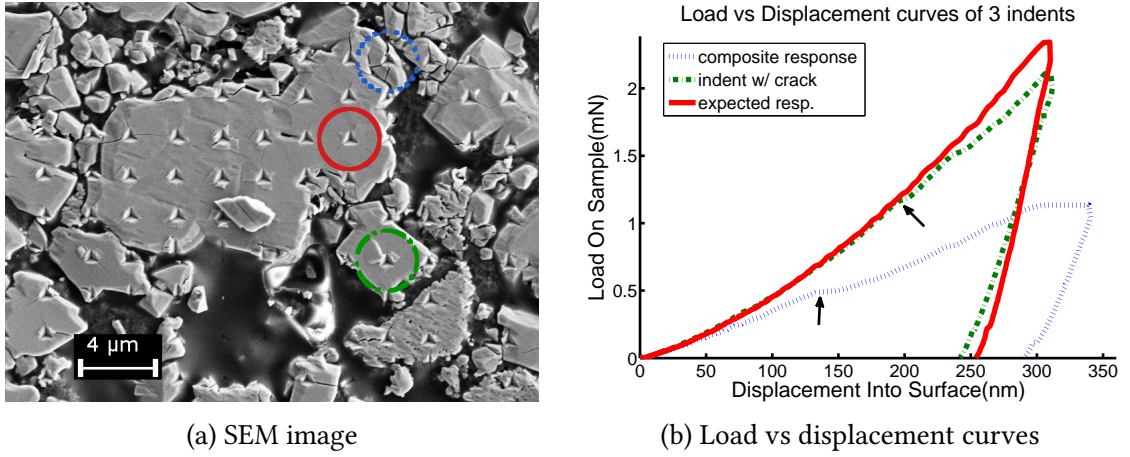 Load vs Displacement curves of 3 indents
composite response
indent w/ crack
expected resp.
Load On Sample(mN)
2
1.5
1
0.5
0
0 50 100 150 200 250 300 350
Displacement Into Surface(nm)
4 μm
(a) SEM image
(b) Load vs displacement curves